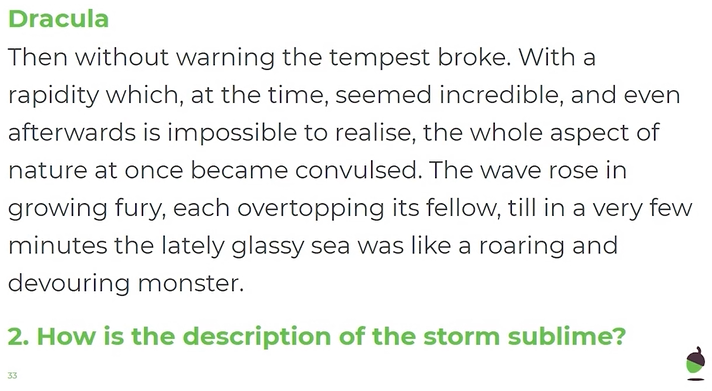 Dracula
Then without warning the tempest broke. With a
rapidity which, at the time, seemed incredible, and even
afterwards is impossible to realise, the whole aspect of
nature at once became convulsed. The wave rose in
growing fury, each overtopping its fellow, till in a very few
minutes the lately glassy sea was like a roaring and
devouring monster.
2. How is the description of the storm sublime?
33